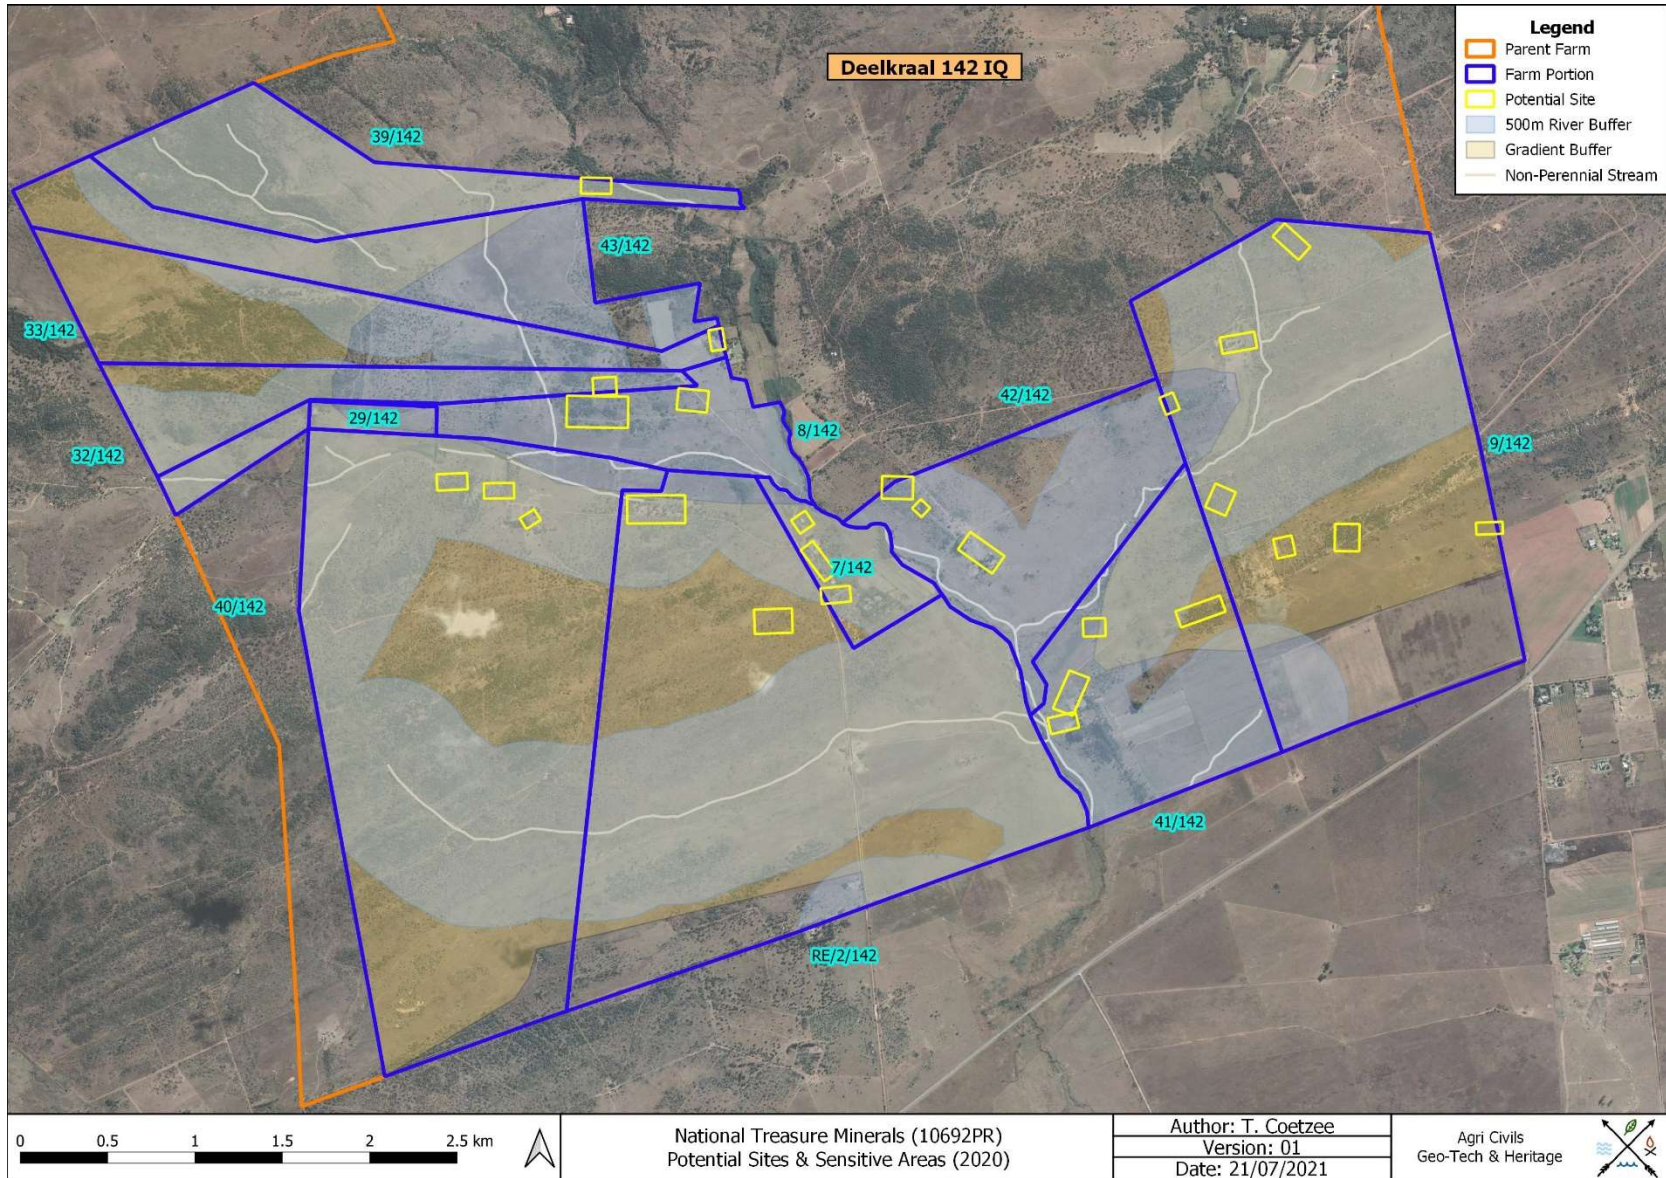 Deelkraal 142 IQ
Legend
Parent Farm
Farm Portion
Potential Site
500m River Buffer
Gradient Buffer
Non-Perennial Stream
39/142
43/142
33/142
42/142
29/142
8/142
9/142
32/142
7/142
40/142
41/142
RE/2/142
0 0.5 1 1.5 2 2.5 km
National Treasure Minerals (10692PR)
Potential Sites & Sensitive Areas (2020)
Author: T. Coetzee
Version: 01
Date: 21/07/2021
Agri Civils
Geo-Tech & Heritage